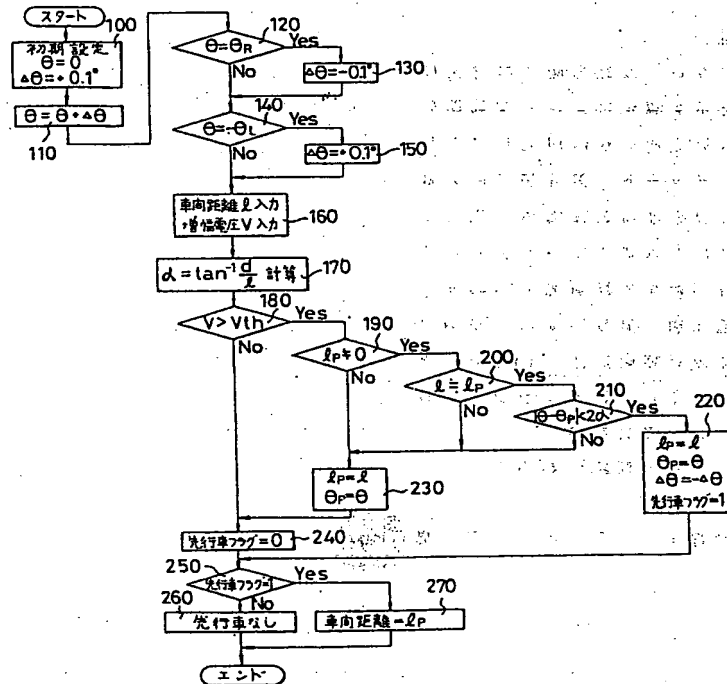 スタート
100
初期設定
θ=0
Δθ=+0.1°
θ=θ+Δθ
110
120
θ=θR
Yes
No
Δθ=-0.1°
130
140
θ=-θL
Yes
No
Δθ=+0.1°
150
車間距離 l 入力
増幅電圧 V 入力
160
α=tan⁻¹ d/l 計算
170
180
V>Vth
Yes
No
190
lP≒0
Yes
No
200
l≒lP
Yes
No
210
|θ-θP|<2α
Yes
No
220
lP=l
θP=θ
Δθ=-Δθ
先行車フラグ=1
lP=l
θP=θ
230
先行車フラグ=0
240
250
先行車フラグ=1
Yes
No
260
先行車なし
270
車間距離=lP
エンド